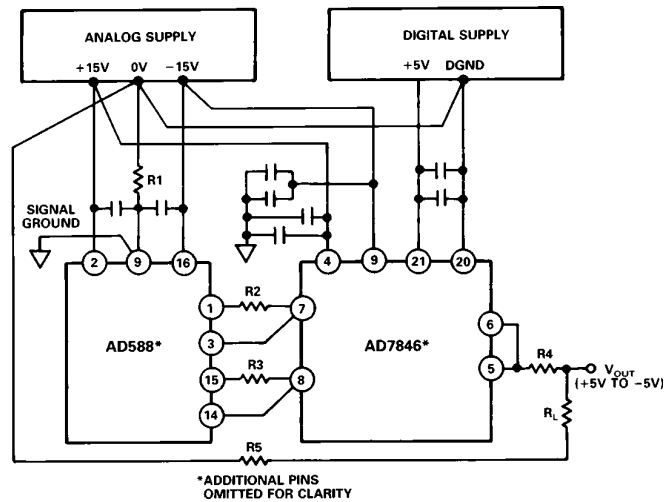 ANALOG SUPPLY
+15V 0V −15V
DIGITAL SUPPLY
+5V DGND
R1
SIGNAL
GROUND
2 9 16
4 9 21 20
AD588*
1
3
15
14
R2
R3
7
8
AD7846*
6
5
R4
VOUT
(+5V TO −5V)
RL
R5
*ADDITIONAL PINS
OMITTED FOR CLARITY